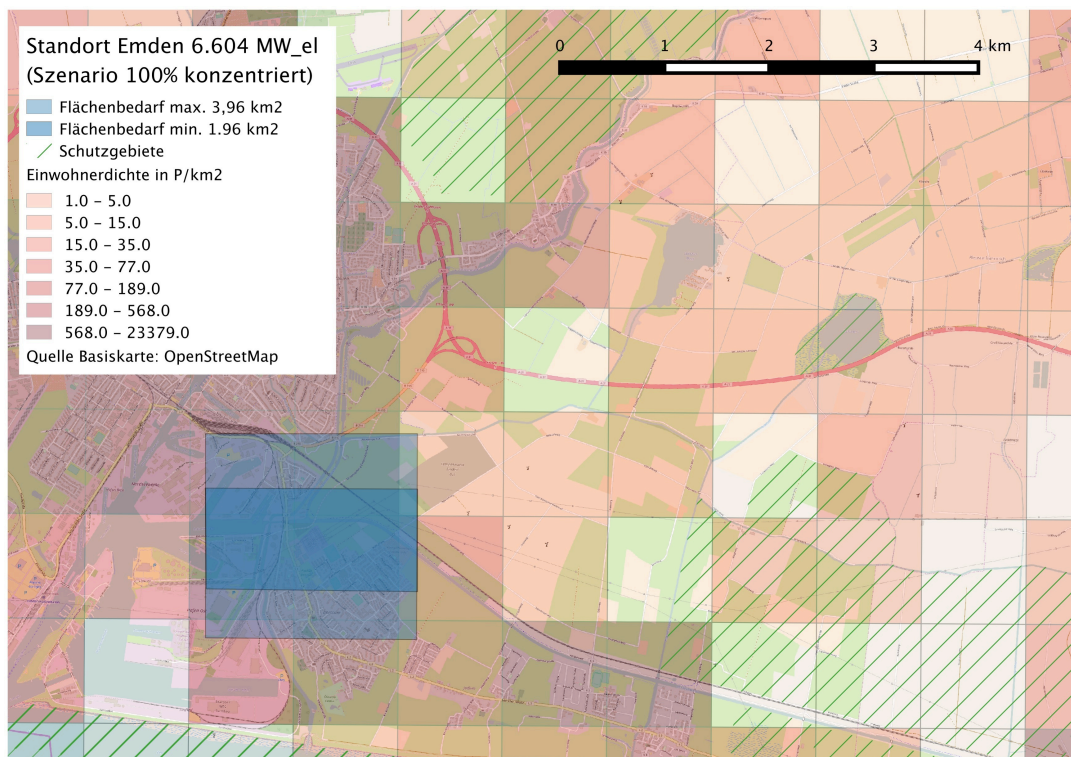 Standort Emden 6.604 MW_el
(Szenario 100% konzentriert)
Flächenbedarf max. 3,96 km2
Flächenbedarf min. 1.96 km2
Schutzgebiete
Einwohnerdichte in P/km2
1.0 – 5.0
5.0 – 15.0
15.0 – 35.0
35.0 – 77.0
77.0 – 189.0
189.0 – 568.0
568.0 – 23379.0
Quelle Basiskarte: OpenStreetMap
0 1 2 3 4 km